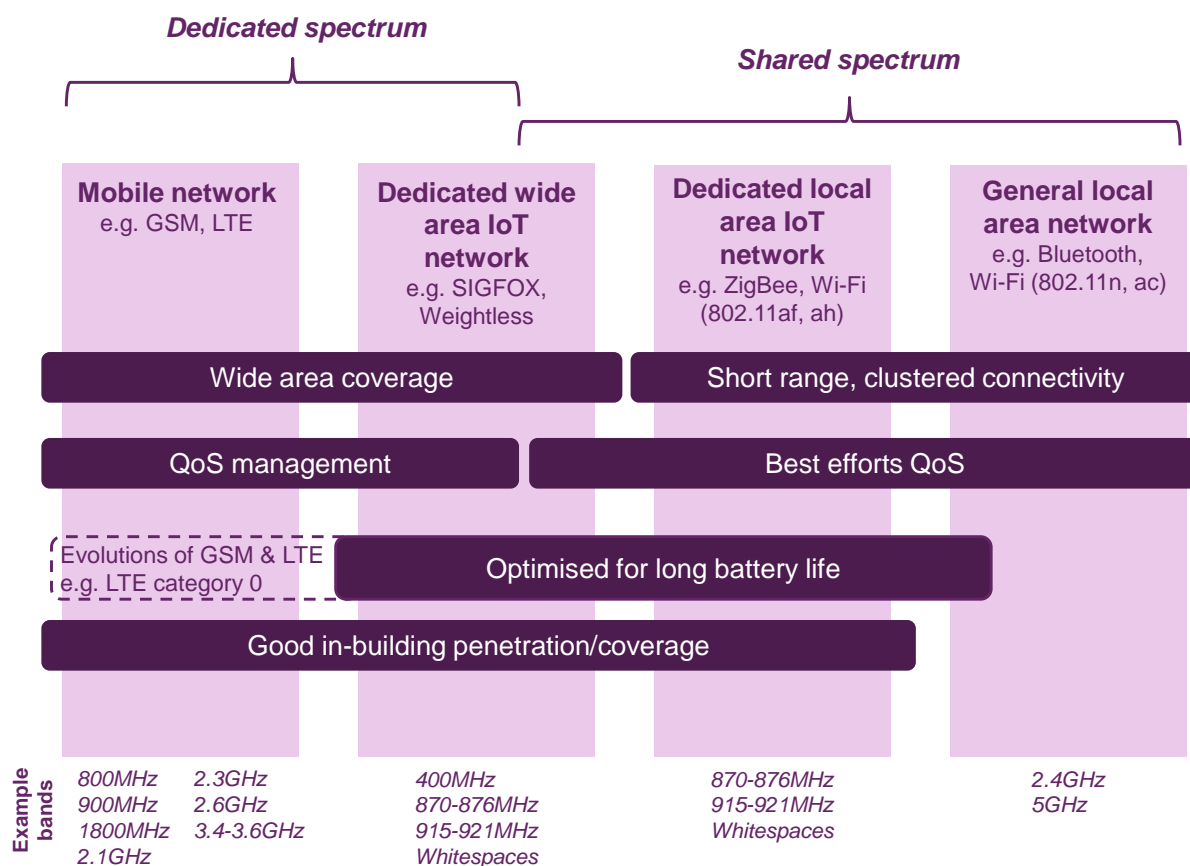 Dedicated spectrum
Shared spectrum
Mobile network
e.g. GSM, LTE
Dedicated wide
area IoT
network
e.g. SIGFOX,
Weightless
Dedicated local
area IoT
network
e.g. ZigBee, Wi-Fi
(802.11af, ah)
General local
area network
e.g. Bluetooth,
Wi-Fi (802.11n, ac)
Wide area coverage
Short range, clustered connectivity
QoS management
Best efforts QoS
Evolutions of GSM & LTE
e.g. LTE category 0
Optimised for long battery life
Good in-building penetration/coverage
Example
bands
800MHz
900MHz
1800MHz
2.1GHz
2.3GHz
2.6GHz
3.4-3.6GHz
400MHz
870-876MHz
915-921MHz
Whitespaces
870-876MHz
915-921MHz
Whitespaces
2.4GHz
5GHz